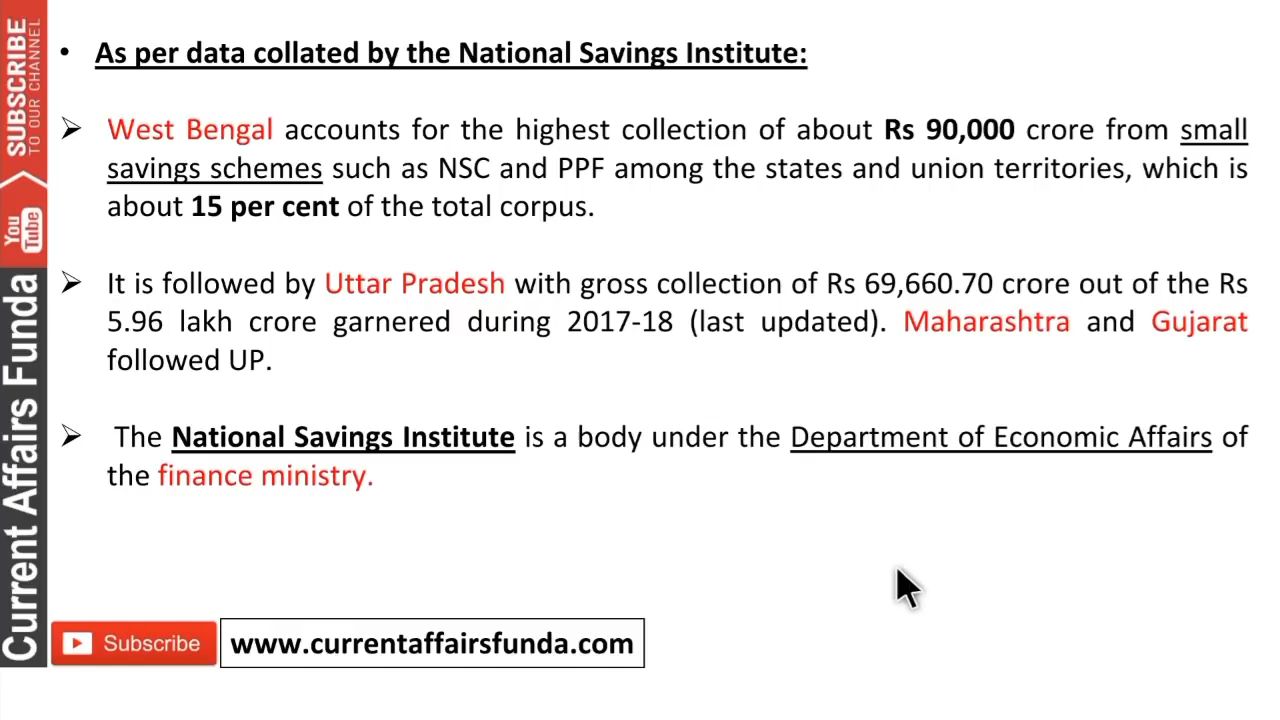 • As per data collated by the National Savings Institute:
➢ West Bengal accounts for the highest collection of about Rs 90,000 crore from small
savings schemes such as NSC and PPF among the states and union territories, which is
about 15 per cent of the total corpus.
➢ It is followed by Uttar Pradesh with gross collection of Rs 69,660.70 crore out of the Rs
5.96 lakh crore garnered during 2017-18 (last updated). Maharashtra and Gujarat
followed UP.
➢ The National Savings Institute is a body under the Department of Economic Affairs of
the finance ministry.
SUBSCRIBE
TO OUR CHANNEL
You
Tube
Current Affairs Funda
Subscribe
www.currentaffairsfunda.com